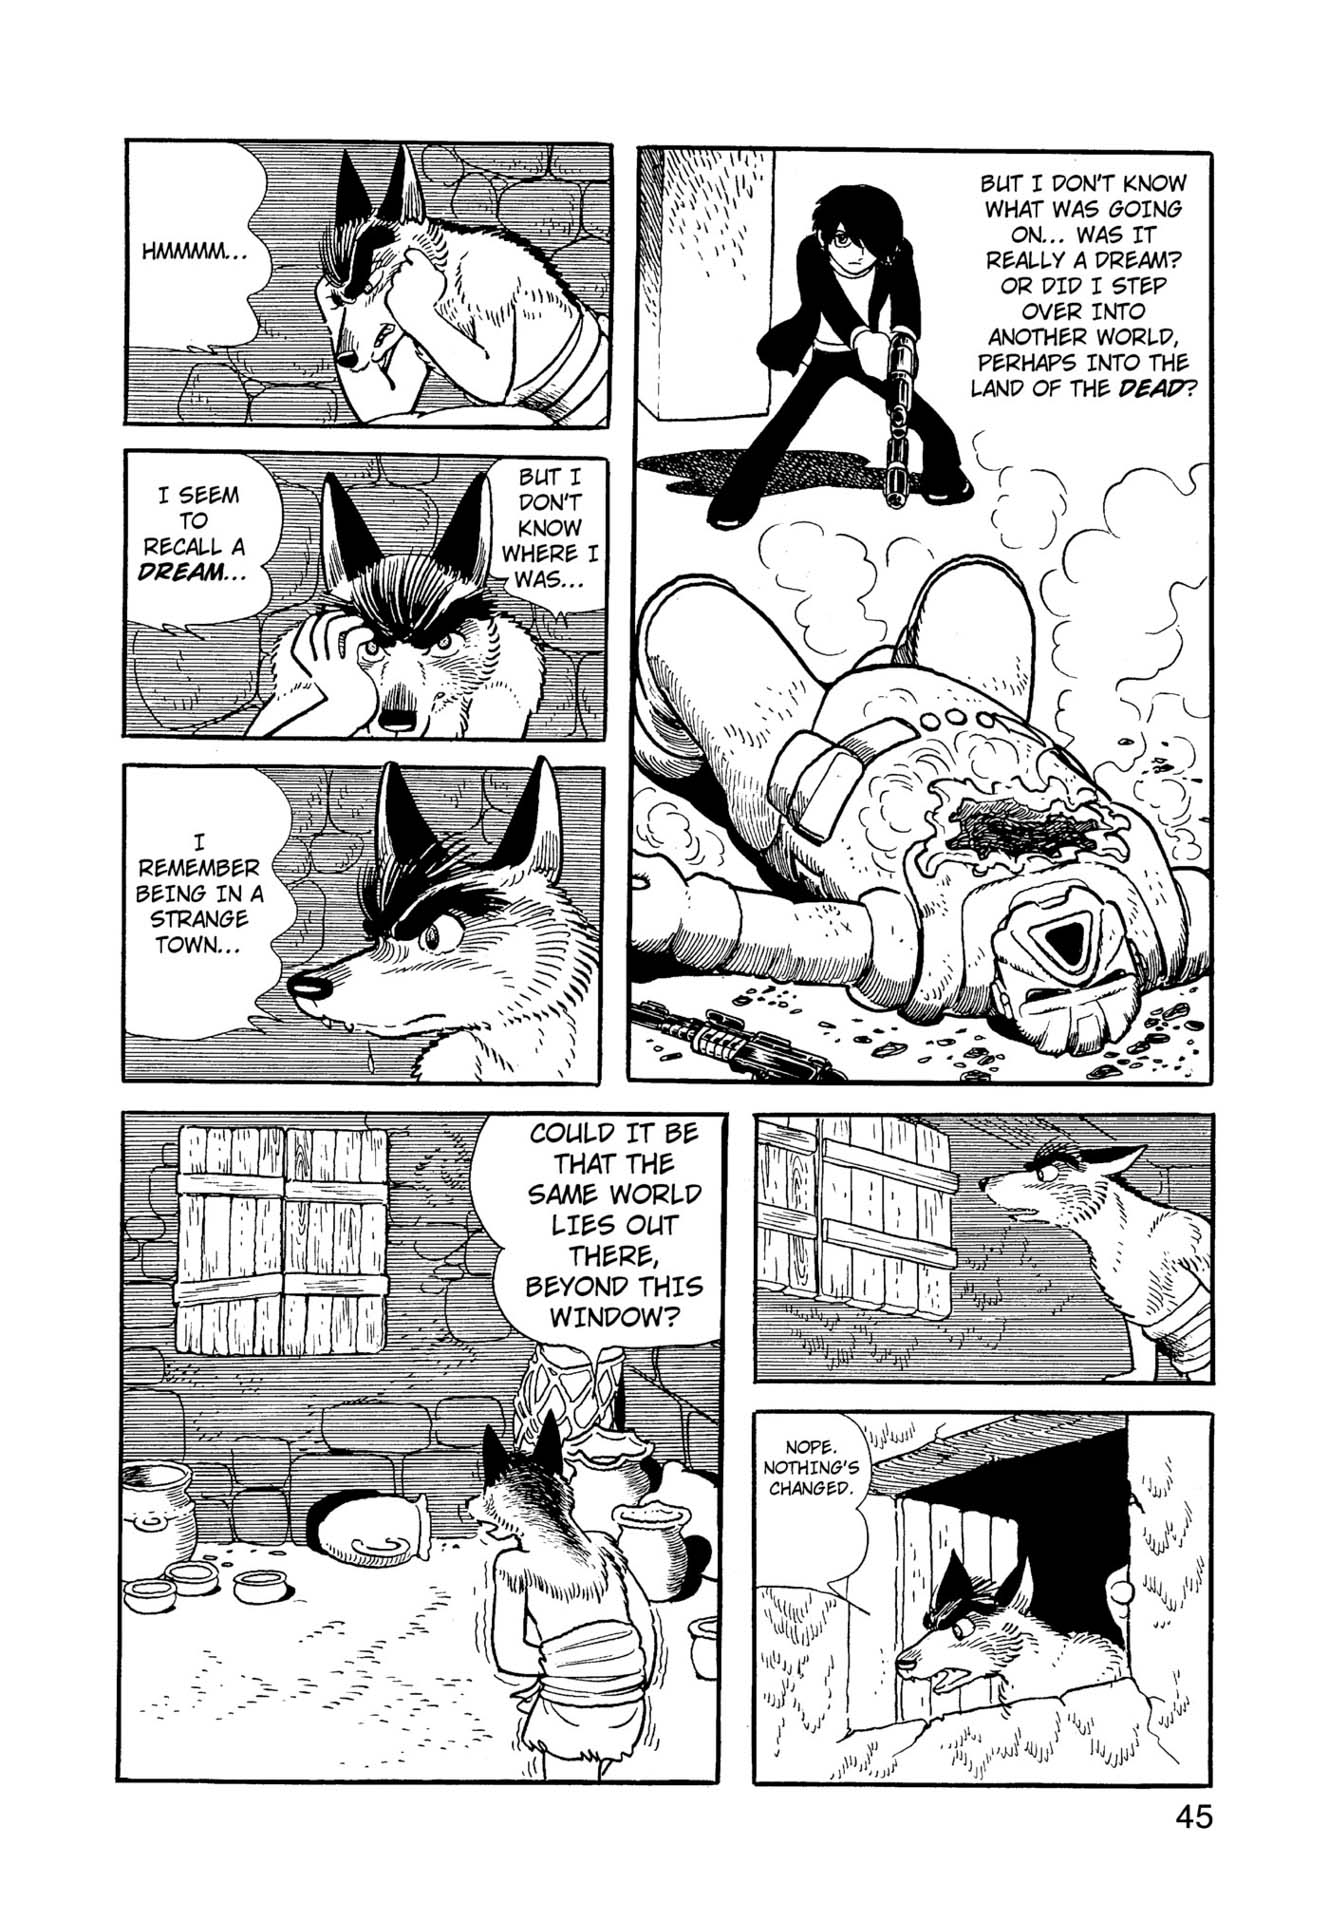 HMMMM...
I SEEM
TO
RECALL A
DREAM...
BUT I
DON'T
KNOW
WHERE I
WAS...
I
REMEMBER
BEING IN A
STRANGE
TOWN...
BUT I DON'T KNOW
WHAT WAS GOING
ON... WAS IT
REALLY A DREAM?
OR DID I STEP
OVER INTO
ANOTHER WORLD,
PERHAPS INTO THE
LAND OF THE DEAD?
COULD IT BE
THAT THE
SAME WORLD
LIES OUT
THERE,
BEYOND THIS
WINDOW?
NOPE.
NOTHING'S
CHANGED.
45